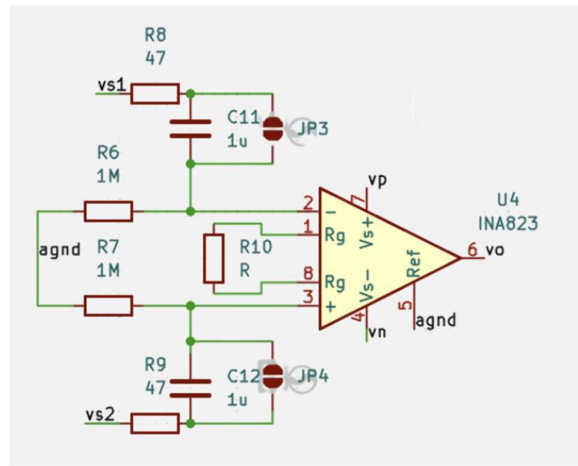 R8
47
vs1
C11
1u
JP3
R6
1M
vp
U4
INA823
2
-
7
1
Rg
Vs+
agnd
R7
1M
R10
R
6
vo
8
Rg
Vs-
Ref
3
+
4
5
agnd
vn
R9
47
C12
1u
JP4
vs2